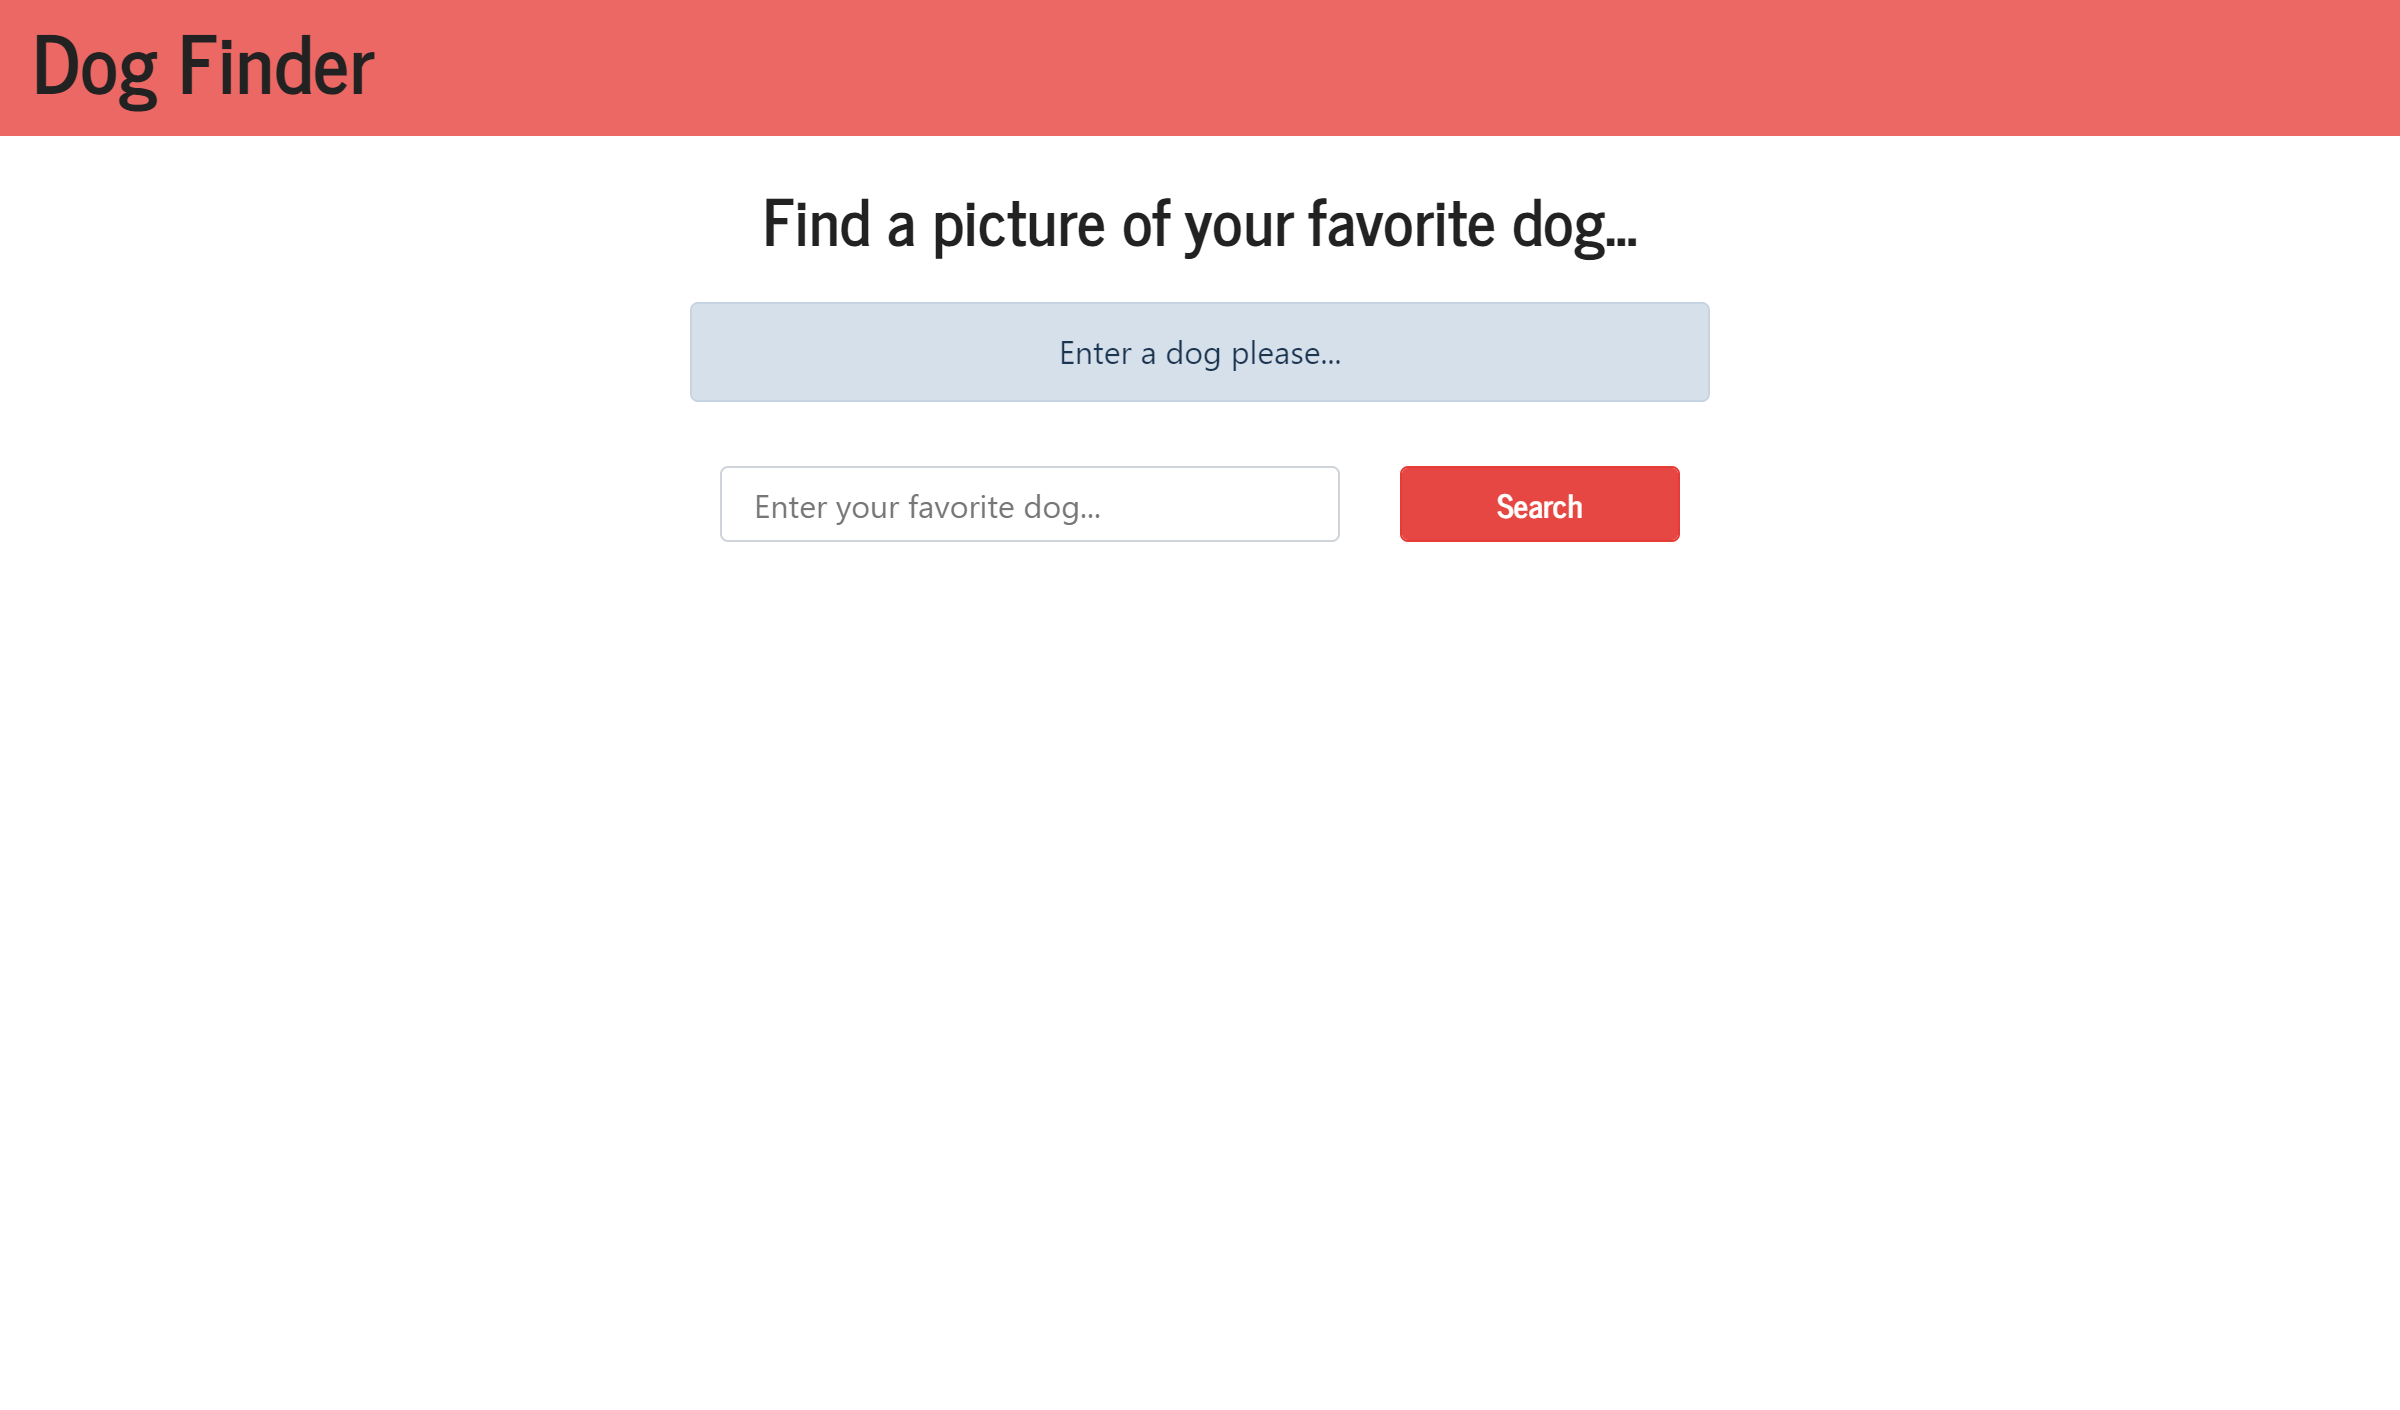 Dog Finder
Find a picture of your favorite dog...
Enter a dog please...
Enter your favorite dog...
Search